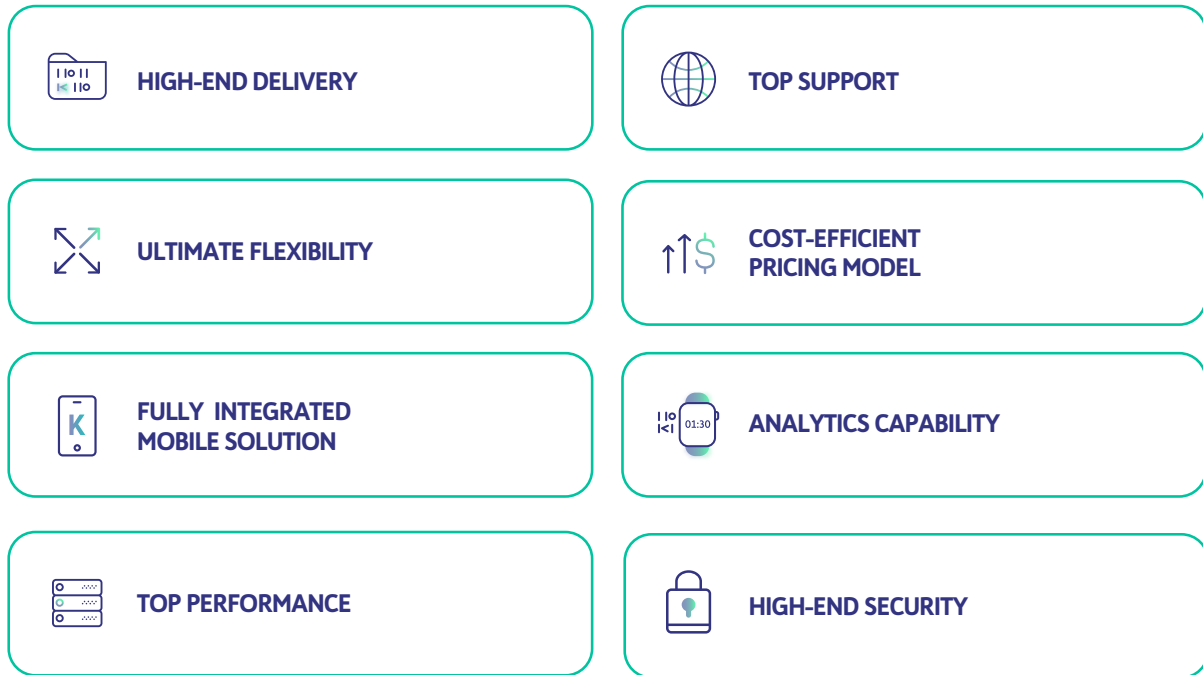 HIGH-END DELIVERY
TOP SUPPORT
ULTIMATE FLEXIBILITY
COST-EFFICIENT
PRICING MODEL
K
FULLY INTEGRATED
MOBILE SOLUTION
01:30
ANALYTICS CAPABILITY
TOP PERFORMANCE
HIGH-END SECURITY